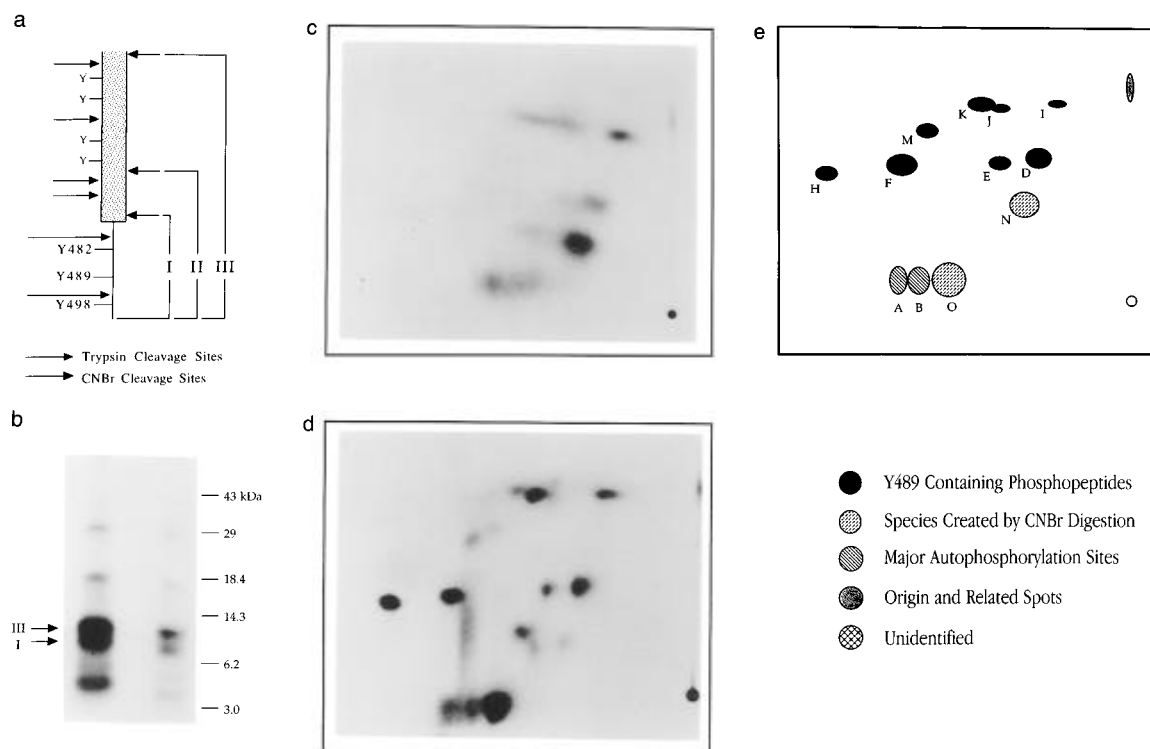 a
Y
Y
Y
Y
Y482
Y489
Y498
I II III
Trypsin Cleavage Sites
CNBr Cleavage Sites
b
43 kDa
29
18.4
14.3
6.2
3.0
III
I
c
d
e
K
J
I
M
H
F
E
D
N
A
B
O
Y489 Containing Phosphopeptides
Species Created by CNBr Digestion
Major Autophosphorylation Sites
Origin and Related Spots
Unidentified